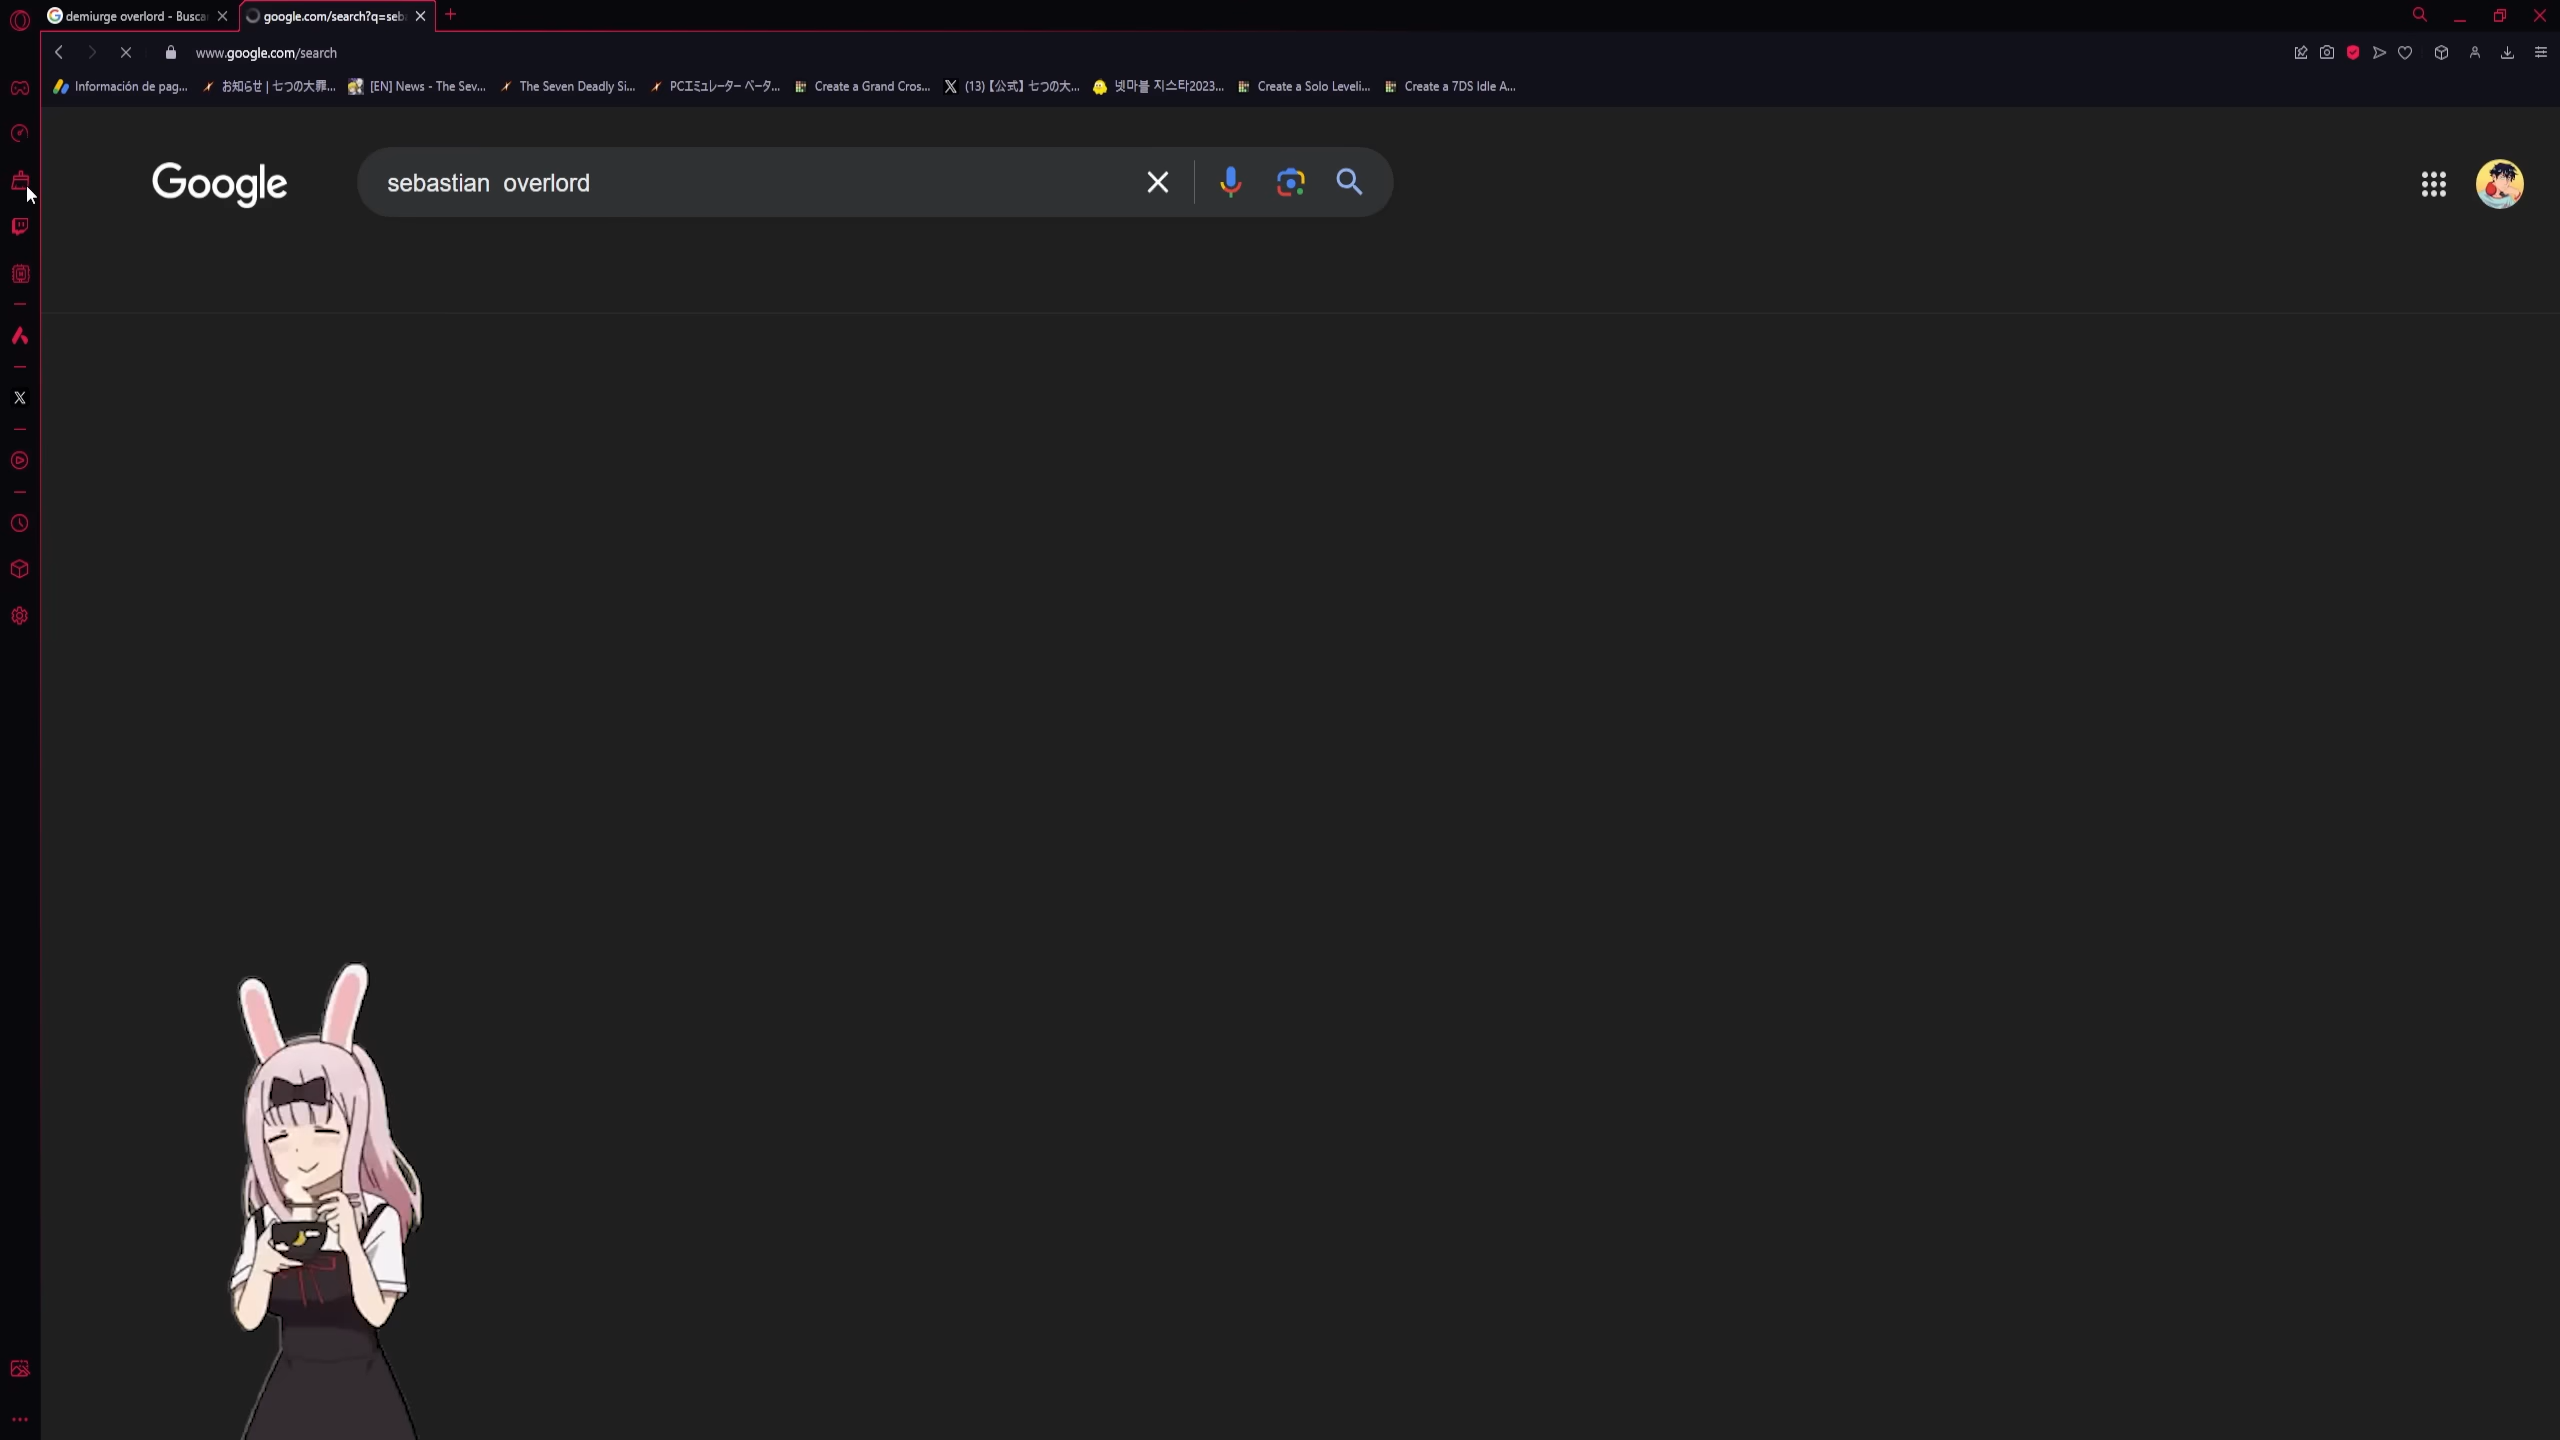 demiurge overlord - Busca
google.com/search?q=seb
www.google.com/search
Información de pag...
お知らせ | 七つの大罪...
[EN] News - The Sev...
The Seven Deadly Si...
PCエミュレーター ベータ...
Create a Grand Cros...
(13)【公式】七つの大...
넷마블 지스타2023...
Create a Solo Leveli...
Create a 7DS Idle A...
Google
sebastian overlord